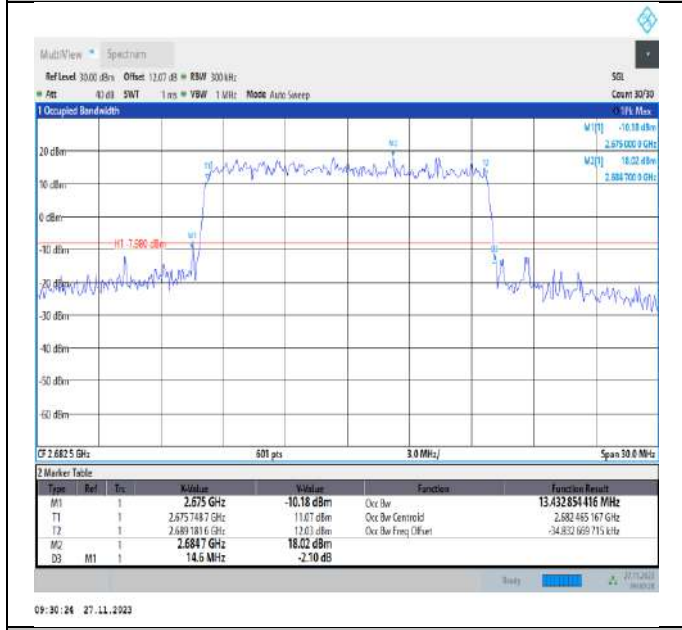 MultiView Spectrum
Ref Level 30.00 dBm Offset 12.07 dB RBW 300 kHz SGL
Att 40 dB SWT 1 ms VBW 1 MHz Mode Auto Sweep Count 30/30
1 Occupied Bandwidth 1Pk Max
M1[1] -10.18 dBm
2.675 000 0 GHz
M2[1] 18.02 dBm
2.684 700 0 GHz
M2
20 dBm
T1
T2
10 dBm
0 dBm
M1
H1 -7.980 dBm
-10 dBm
D3
-20 dBm
-30 dBm
-40 dBm
-50 dBm
-60 dBm
CF 2.6825 GHz 601 pts 3.0 MHz/ Span 30.0 MHz
2 Marker Table
Type Ref Trc X-Value Y-Value Function Function Result
M1 1 2.675 GHz -10.18 dBm Occ Bw 13.432 854 416 MHz
T1 1 2.675 748 7 GHz 11.07 dBm Occ Bw Centroid 2.682 465 167 GHz
T2 1 2.689 181 6 GHz 12.03 dBm Occ Bw Freq Offset -34.832 669 715 kHz
M2 1 2.6847 GHz 18.02 dBm
D3 M1 1 14.6 MHz -2.10 dB
Ready 27.11.2023
09:30:24 27.11.2023